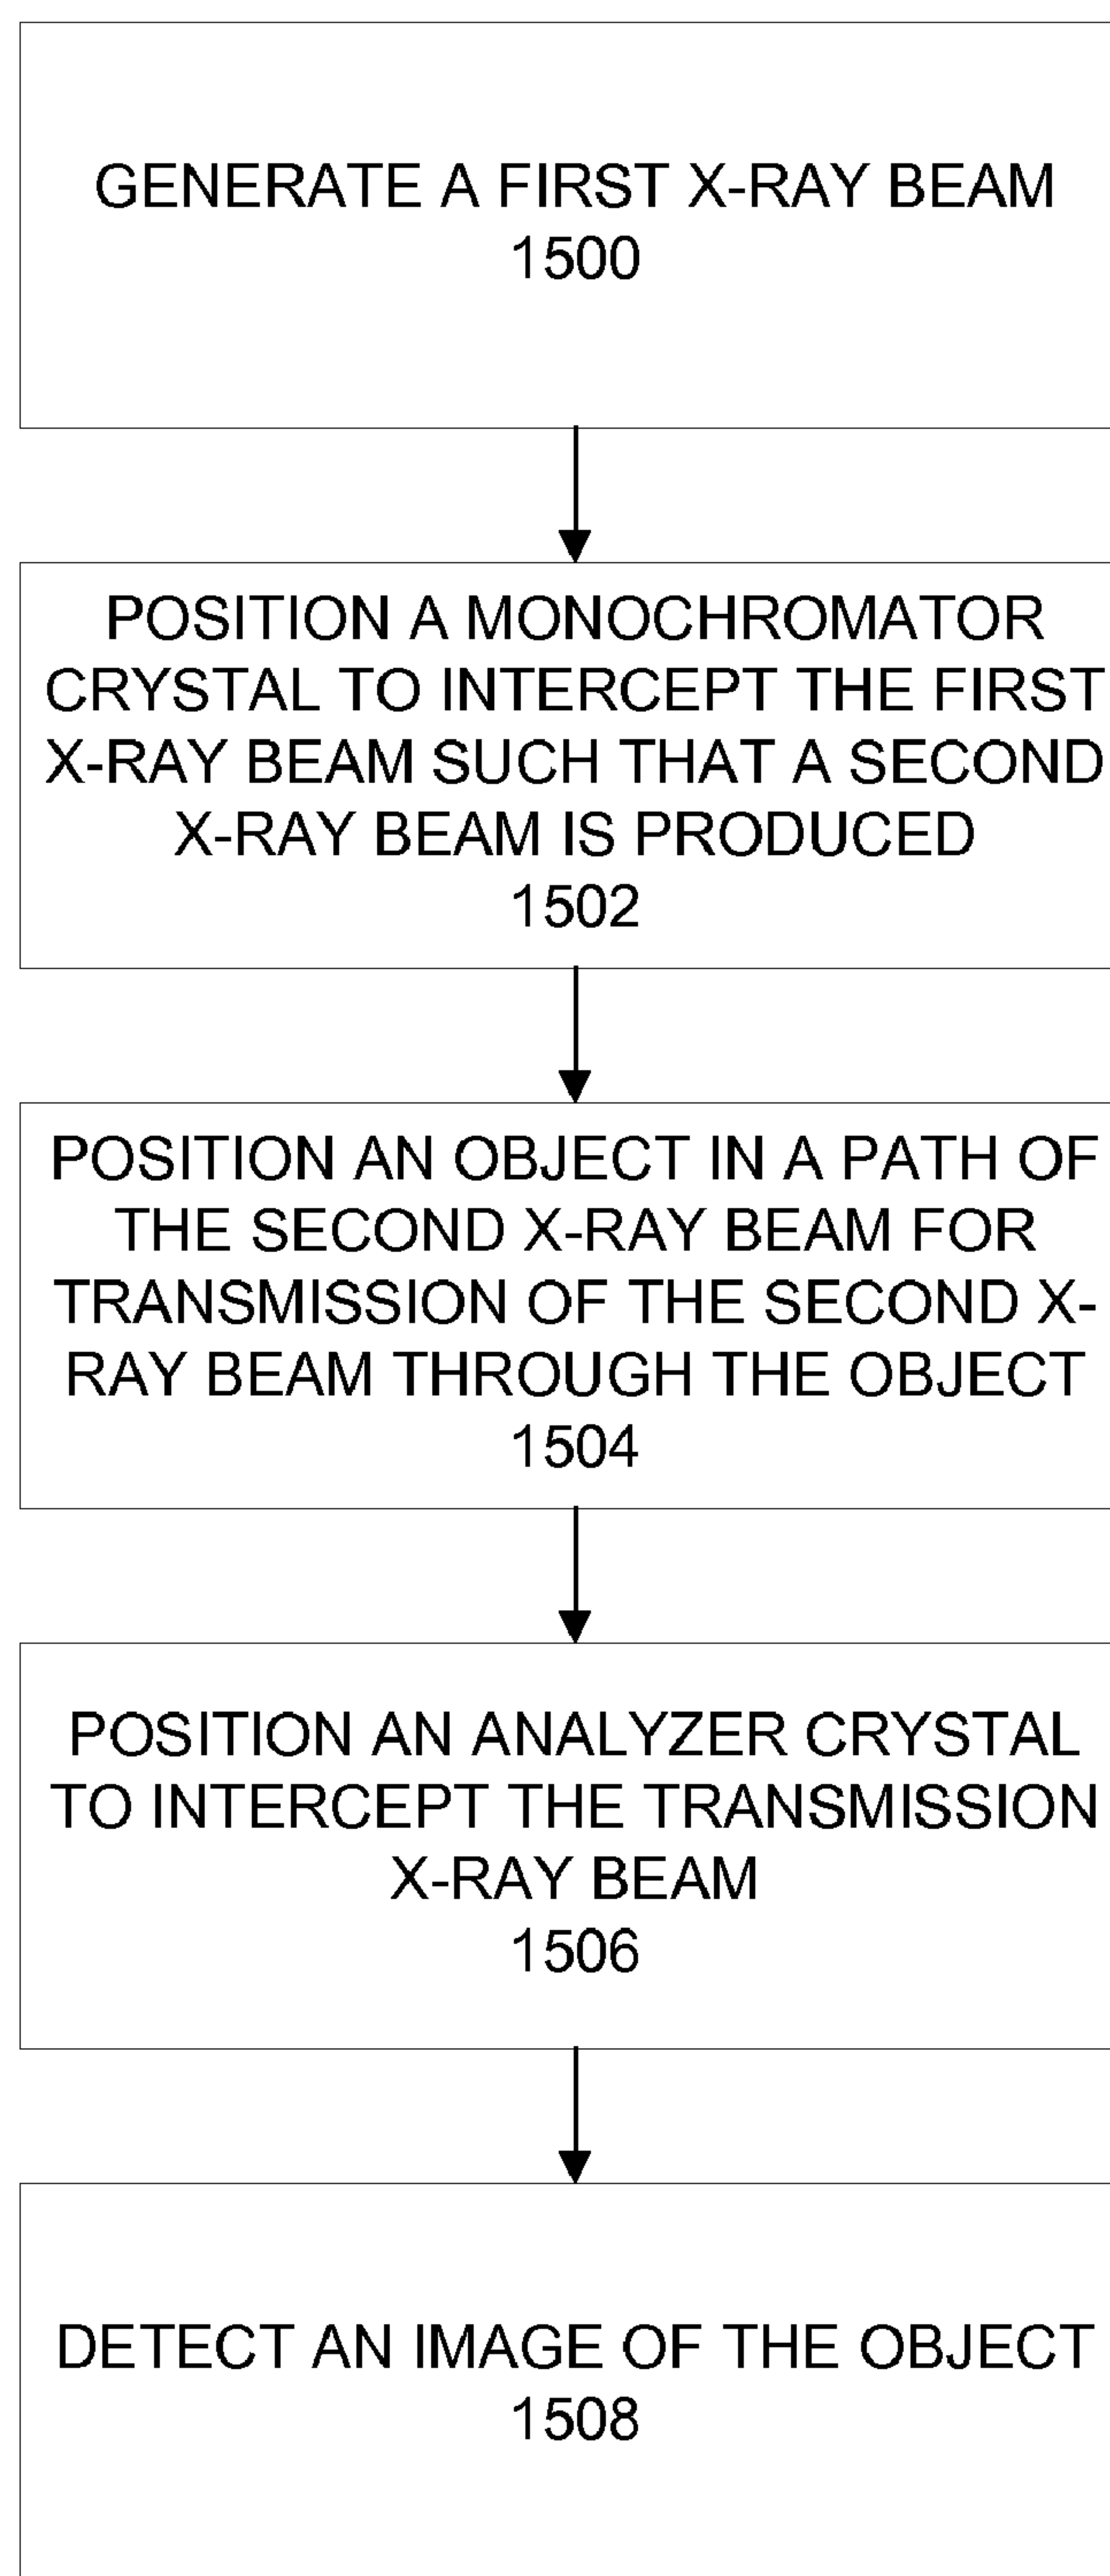 GENERATE A FIRST X-RAY BEAM
1500
POSITION A MONOCHROMATOR
CRYSTAL TO INTERCEPT THE FIRST
X-RAY BEAM SUCH THAT A SECOND
X-RAY BEAM IS PRODUCED
1502
POSITION AN OBJECT IN A PATH OF
THE SECOND X-RAY BEAM FOR
TRANSMISSION OF THE SECOND X-
RAY BEAM THROUGH THE OBJECT
1504
POSITION AN ANALYZER CRYSTAL
TO INTERCEPT THE TRANSMISSION
X-RAY BEAM
1506
DETECT AN IMAGE OF THE OBJECT
1508